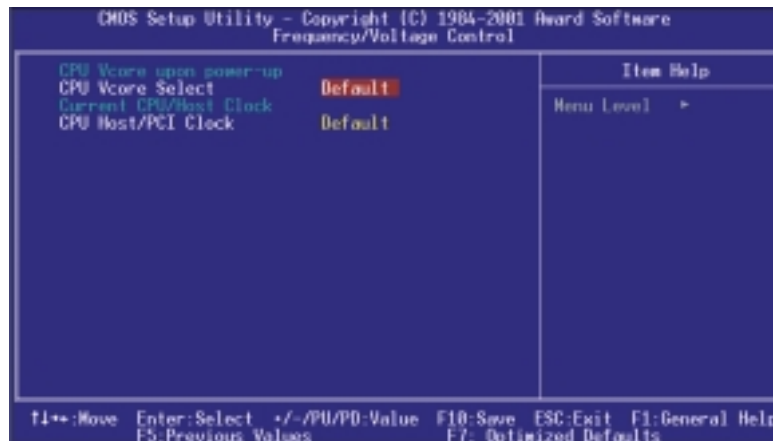 CMOS Setup Utility - Copyright (C) 1984-2001 Award Software
Frequency/Voltage Control
CPU Vcore upon power-up
CPU Vcore Select Default
Current CPU/Host Clock
CPU Host/PCI Clock Default
Item Help
Menu Level ►
↑↓→←:Move Enter:Select +/-/PU/PD:Value F10:Save ESC:Exit F1:General Help
F5:Previous Values F7: Optimized Defaults